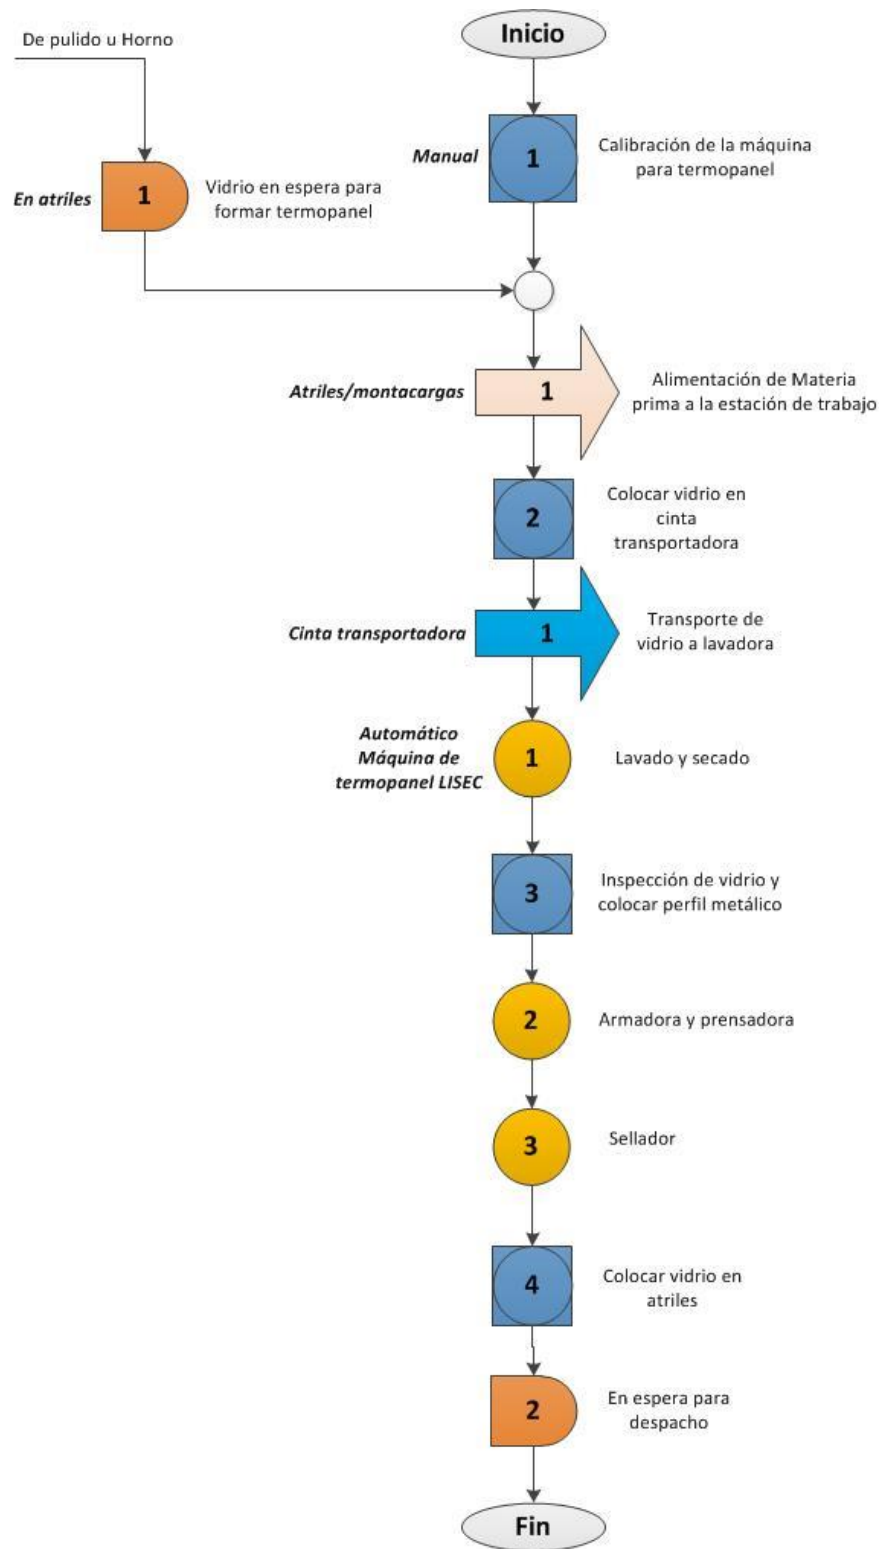 De pulido u Horno
Inicio
Manual
1
Calibración de la máquina
para termopanel
En atriles
1
Vidrio en espera para
formar termopanel
Atriles/montacargas
1
Alimentación de Materia
prima a la estación de trabajo
2
Colocar vidrio en
cinta
transportadora
Cinta transportadora
1
Transporte de
vidrio a lavadora
Automático
Máquina de
termopanel LISEC
1
Lavado y secado
3
Inspección de vidrio y
colocar perfil metálico
2
Armadora y prensadora
3
Sellador
4
Colocar vidrio en
atriles
2
En espera para
despacho
Fin